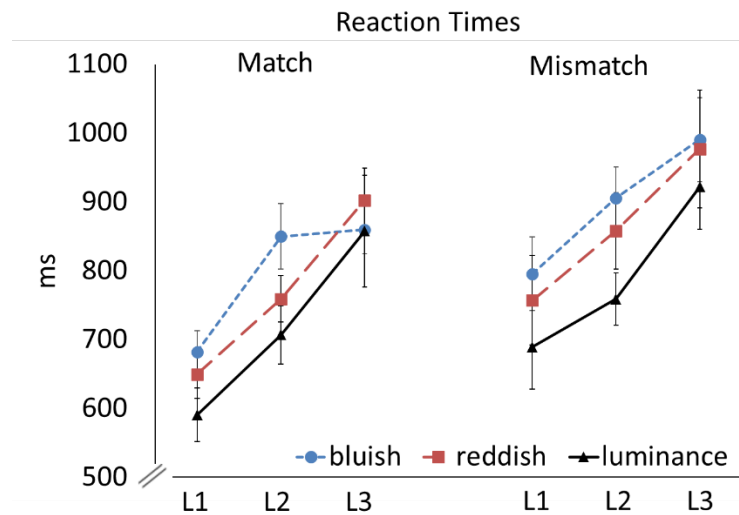 Reaction Times
Match Mismatch
1100
1000
900
800
700
600
500
ms
bluish reddish luminance
L1 L2 L3 L1 L2 L3